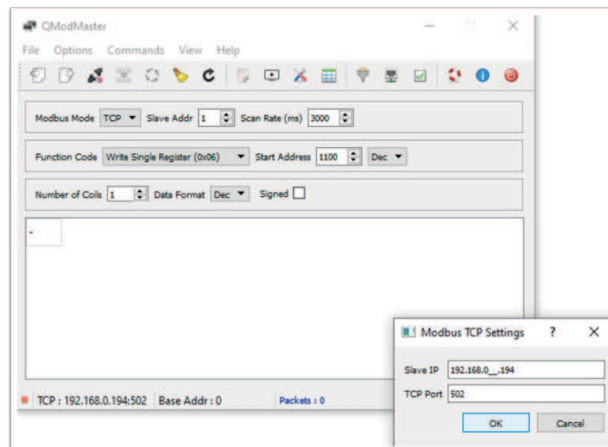 QModMaster
File Options Commands View Help
Modbus Mode TCP Slave Addr 1 Scan Rate (ms) 3000
Function Code Write Single Register (0x06) Start Address 1100 Dec
Number of Coils 1 Data Format Dec Signed
-
Modbus TCP Settings ? X
Slave IP 192.168.0__.194
TCP Port 502
OK Cancel
TCP : 192.168.0.194:502 Base Addr : 0 Packets : 0